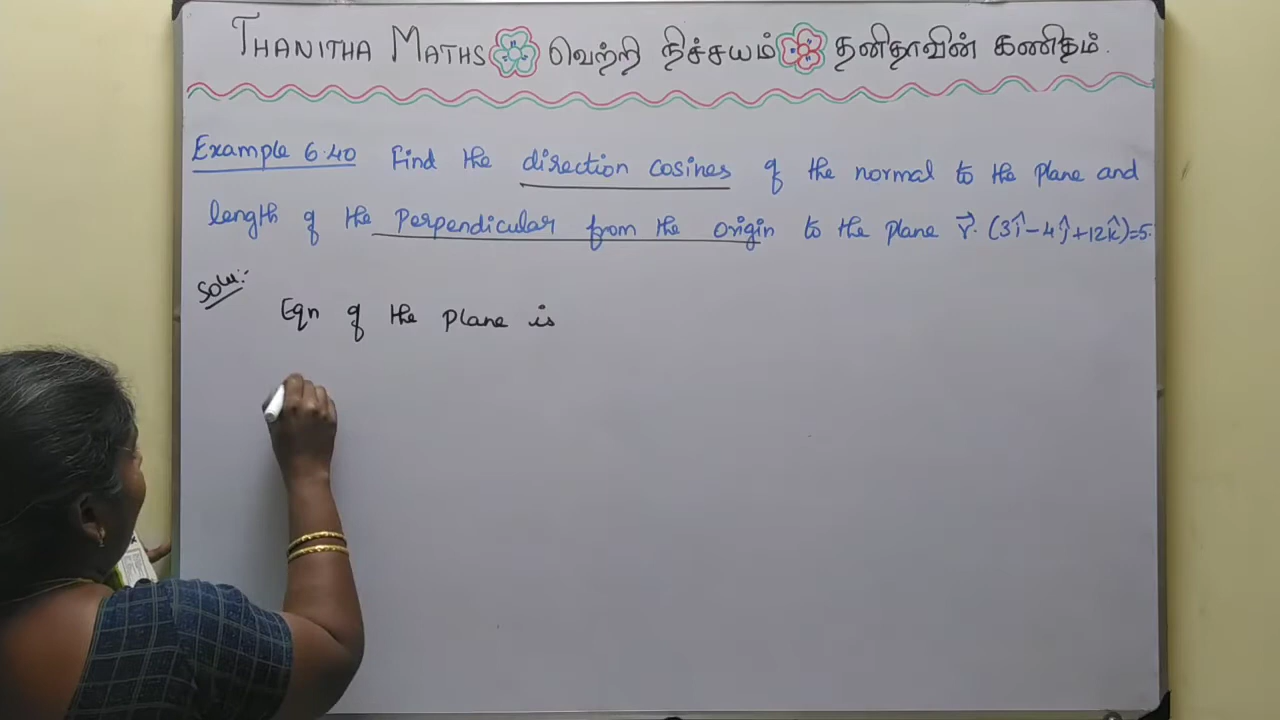 THANITHA MATHS வெற்றி நிச்சயம் தனிதாவின் கணிதம்.
Example 6.40 Find the direction cosines of the normal to the plane and
length of the perpendicular from the origin to the plane r⃗. (3î-4ĵ+12k̂)=5.
Solu:-
Eqn of the plane is